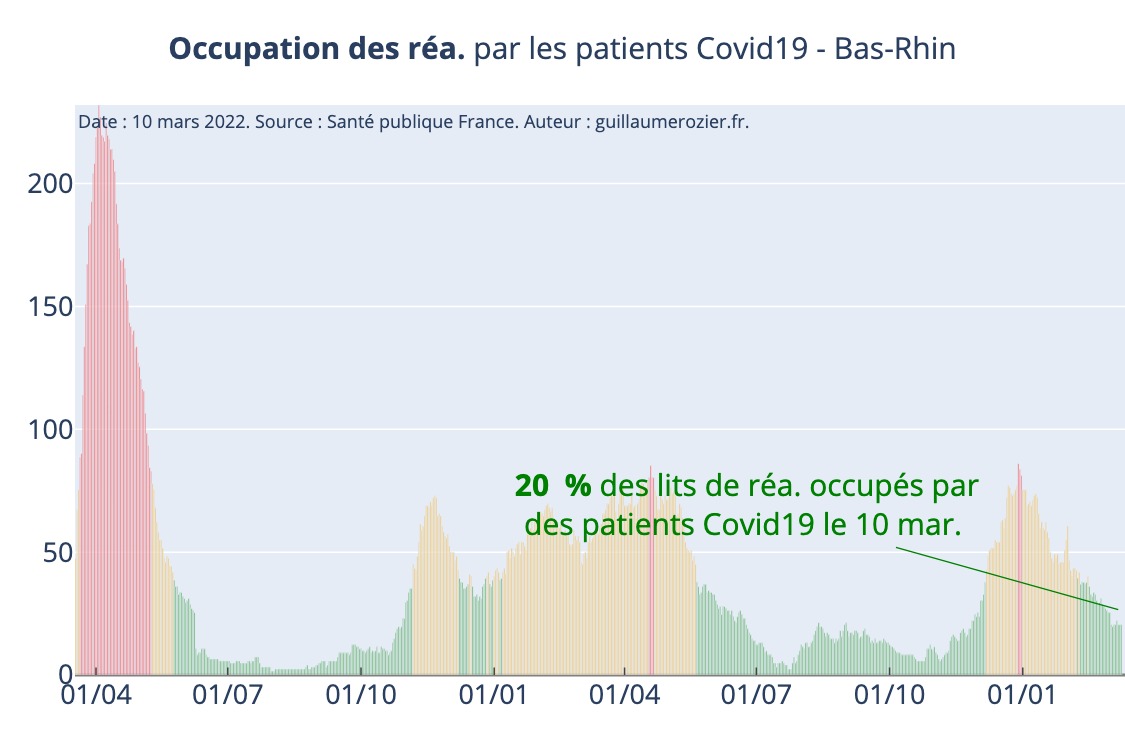 Occupation des réa. par les patients Covid19 - Bas-Rhin
Date : 10 mars 2022. Source : Santé publique France. Auteur : guillaumerozier.fr.
200
150
100
20 % des lits de réa. occupés par
des patients Covid19 le 10 mar.
50
0
01/04 01/07 01/10 01/01 01/04 01/07 01/10 01/01